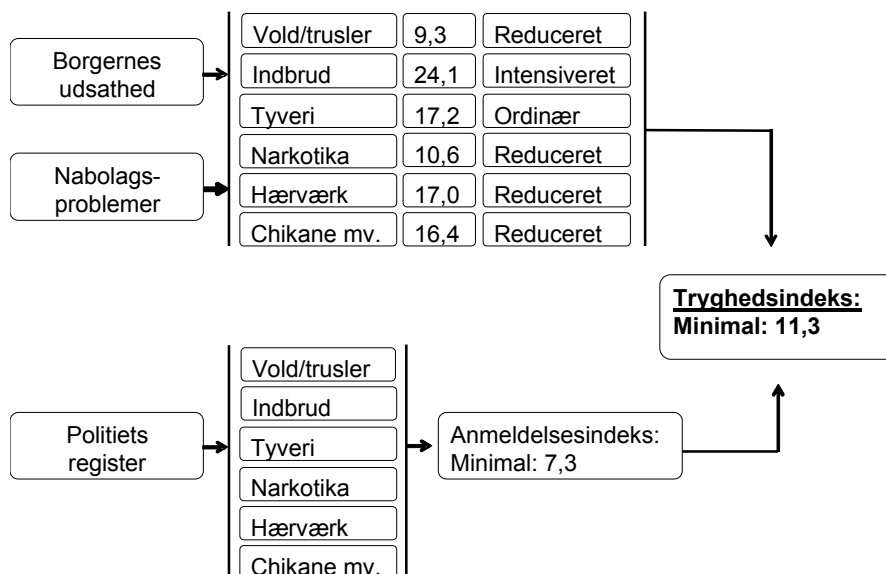 Borgernes
udsathed
Nabolags-
problemer
Vold/trusler 9,3 Reduceret
Indbrud 24,1 Intensiveret
Tyveri 17,2 Ordinær
Narkotika 10,6 Reduceret
Hærværk 17,0 Reduceret
Chikane mv. 16,4 Reduceret
Tryghedsindeks:
Minimal: 11,3
Politiets
register
Vold/trusler
Indbrud
Tyveri
Narkotika
Hærværk
Chikane mv.
Anmeldelsesindeks:
Minimal: 7,3